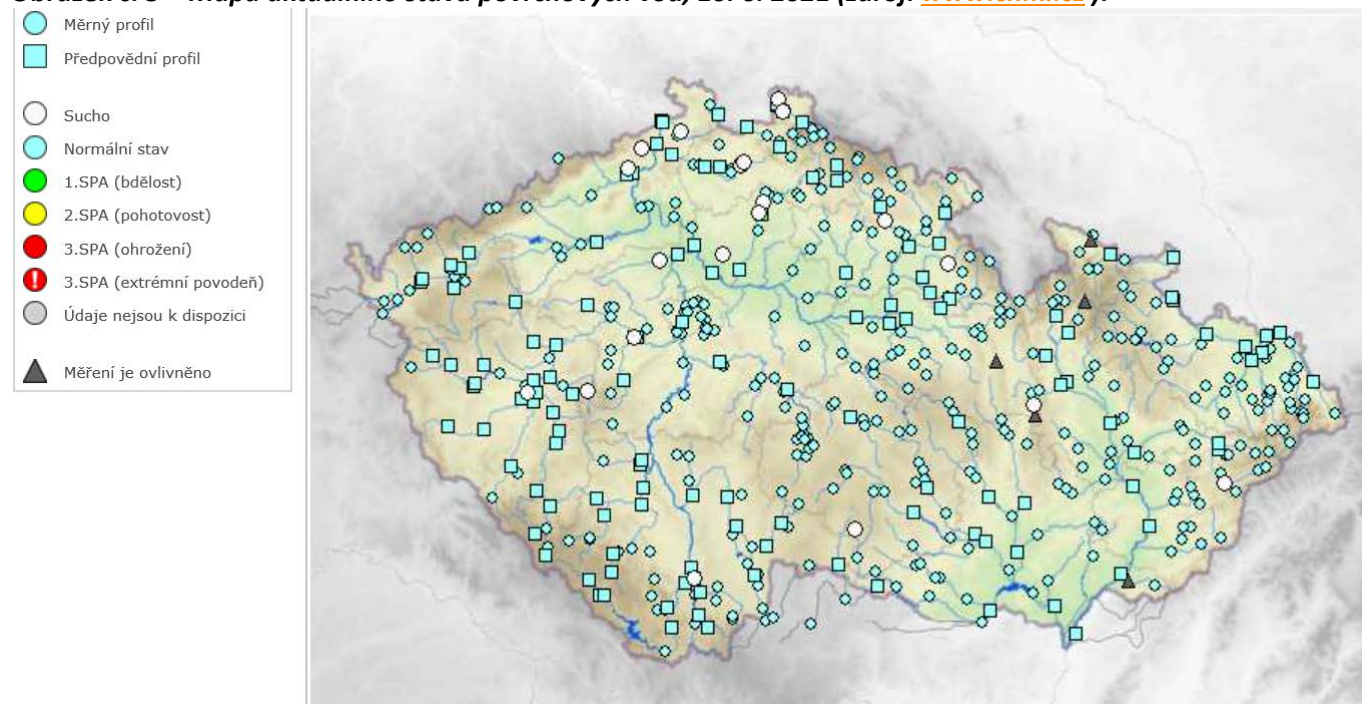 Měrný profil
Předpovědní profil
Sucho
Normální stav
1.SPA (bdělost)
2.SPA (pohotovost)
3.SPA (ohrožení)
! 3.SPA (extrémní povodeň)
Údaje nejsou k dispozici
Měření je ovlivněno